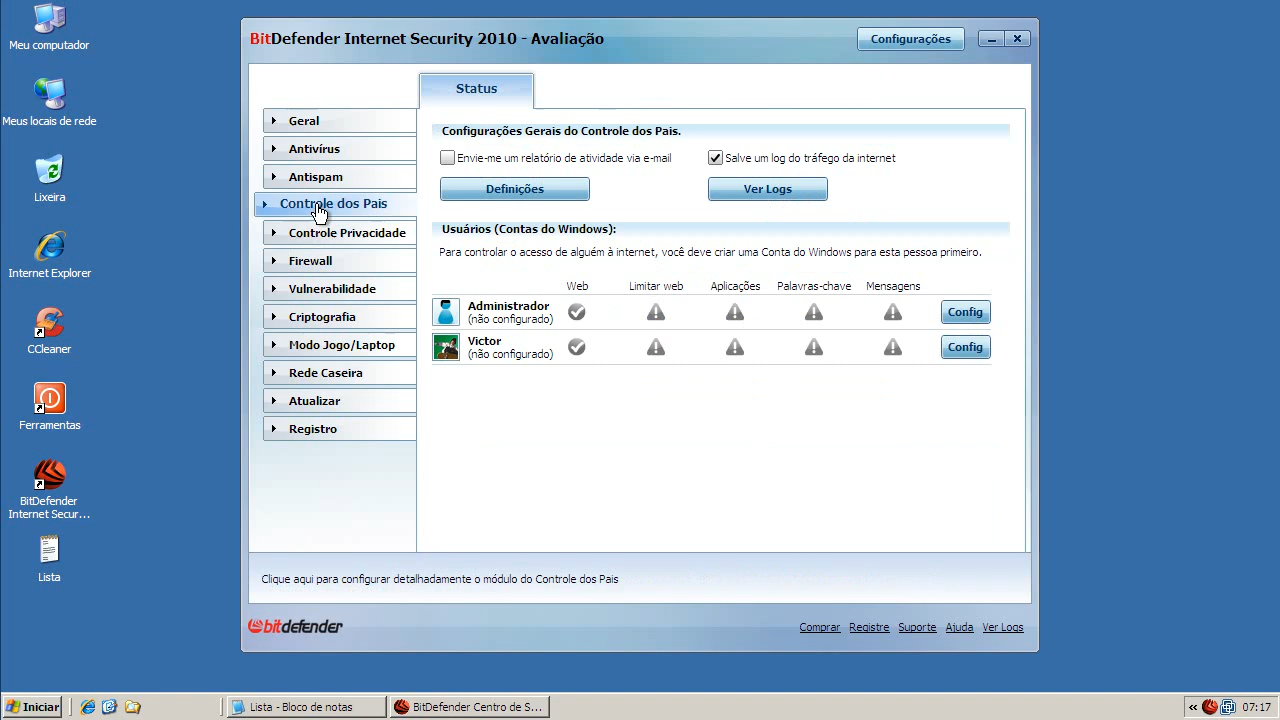 Meu computador
Meus locais de rede
Lixeira
Internet Explorer
CCleaner
Ferramentas
BitDefender
Internet Secur...
Lista
BitDefender Internet Security 2010 - Avaliação
Configurações
Status
Geral
Antivírus
Antispam
Controle dos Pais
Controle Privacidade
Firewall
Vulnerabilidade
Criptografia
Modo Jogo/Laptop
Rede Caseira
Atualizar
Registro
Configurações Gerais do Controle dos Pais.
Envie-me um relatório de atividade via e-mail
Salve um log do tráfego da internet
Definições
Ver Logs
Usuários (Contas do Windows):
Para controlar o acesso de alguém à internet, você deve criar uma Conta do Windows para esta pessoa primeiro.
Web Limitar web Aplicações Palavras-chave Mensagens
Administrador
(não configurado)
Config
Victor
(não configurado)
Config
Clique aqui para configurar detalhadamente o módulo do Controle dos Pais
bitdefender
Comprar Registre Suporte Ajuda Ver Logs
Iniciar
Lista - Bloco de notas
BitDefender Centro de S...
07:17